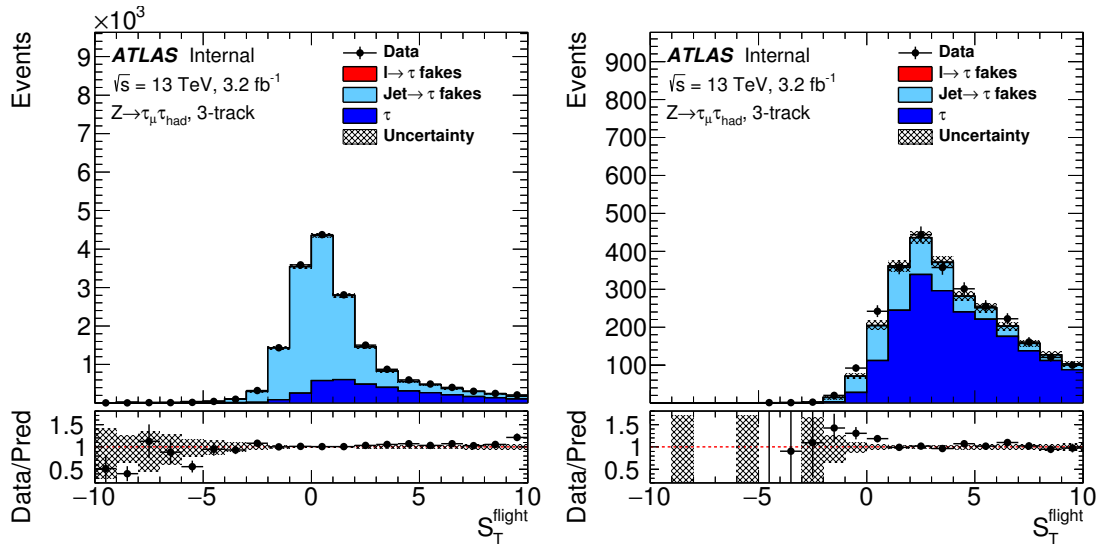 ×10³
Events
9
8
7
6
5
4
3
2
1
ATLAS Internal
√s = 13 TeV, 3.2 fb⁻¹
Z→τ_μτ_had, 3-track
Data
l→ τ fakes
Jet→ τ fakes
τ
Uncertainty
Data/Pred
1.5
1
0.5
−10 −5 0 5 10
S_T^flight
Events
900
800
700
600
500
400
300
200
100
ATLAS Internal
√s = 13 TeV, 3.2 fb⁻¹
Z→τ_μτ_had, 3-track
Data
l→ τ fakes
Jet→ τ fakes
τ
Uncertainty
Data/Pred
1.5
1
0.5
−10 −5 0 5 10
S_T^flight